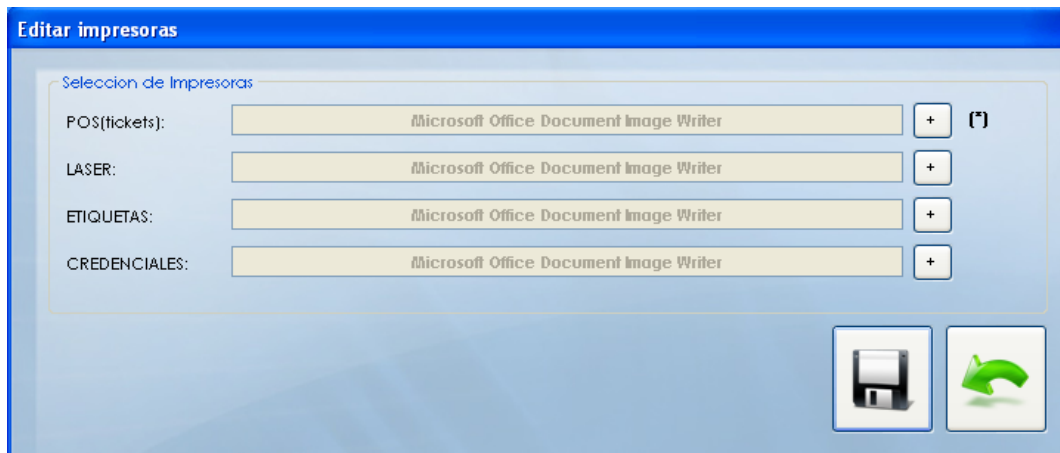 Editar impresoras
Seleccion de Impresoras
POS(tickets): Microsoft Office Document Image Writer + (*)
LASER: Microsoft Office Document Image Writer +
ETIQUETAS: Microsoft Office Document Image Writer +
CREDENCIALES: Microsoft Office Document Image Writer +